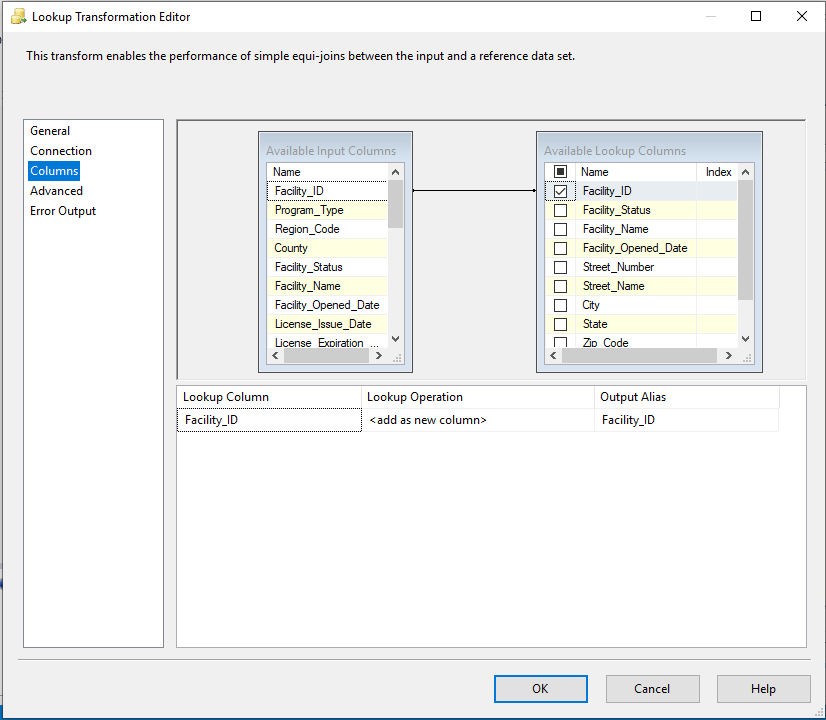 Lookup Transformation Editor
This transform enables the performance of simple equi-joins between the input and a reference data set.
General
Connection
Columns
Advanced
Error Output
Available Input Columns
Name
Facility_ID
Program_Type
Region_Code
County
Facility_Status
Facility_Name
Facility_Opened_Date
License_Issue_Date
License_Expiration_...
Available Lookup Columns
Name Index
Facility_ID
Facility_Status
Facility_Name
Facility_Opened_Date
Street_Number
Street_Name
City
State
Zip_Code
Lookup Column Lookup Operation Output Alias
Facility_ID <add as new column> Facility_ID
OK Cancel Help